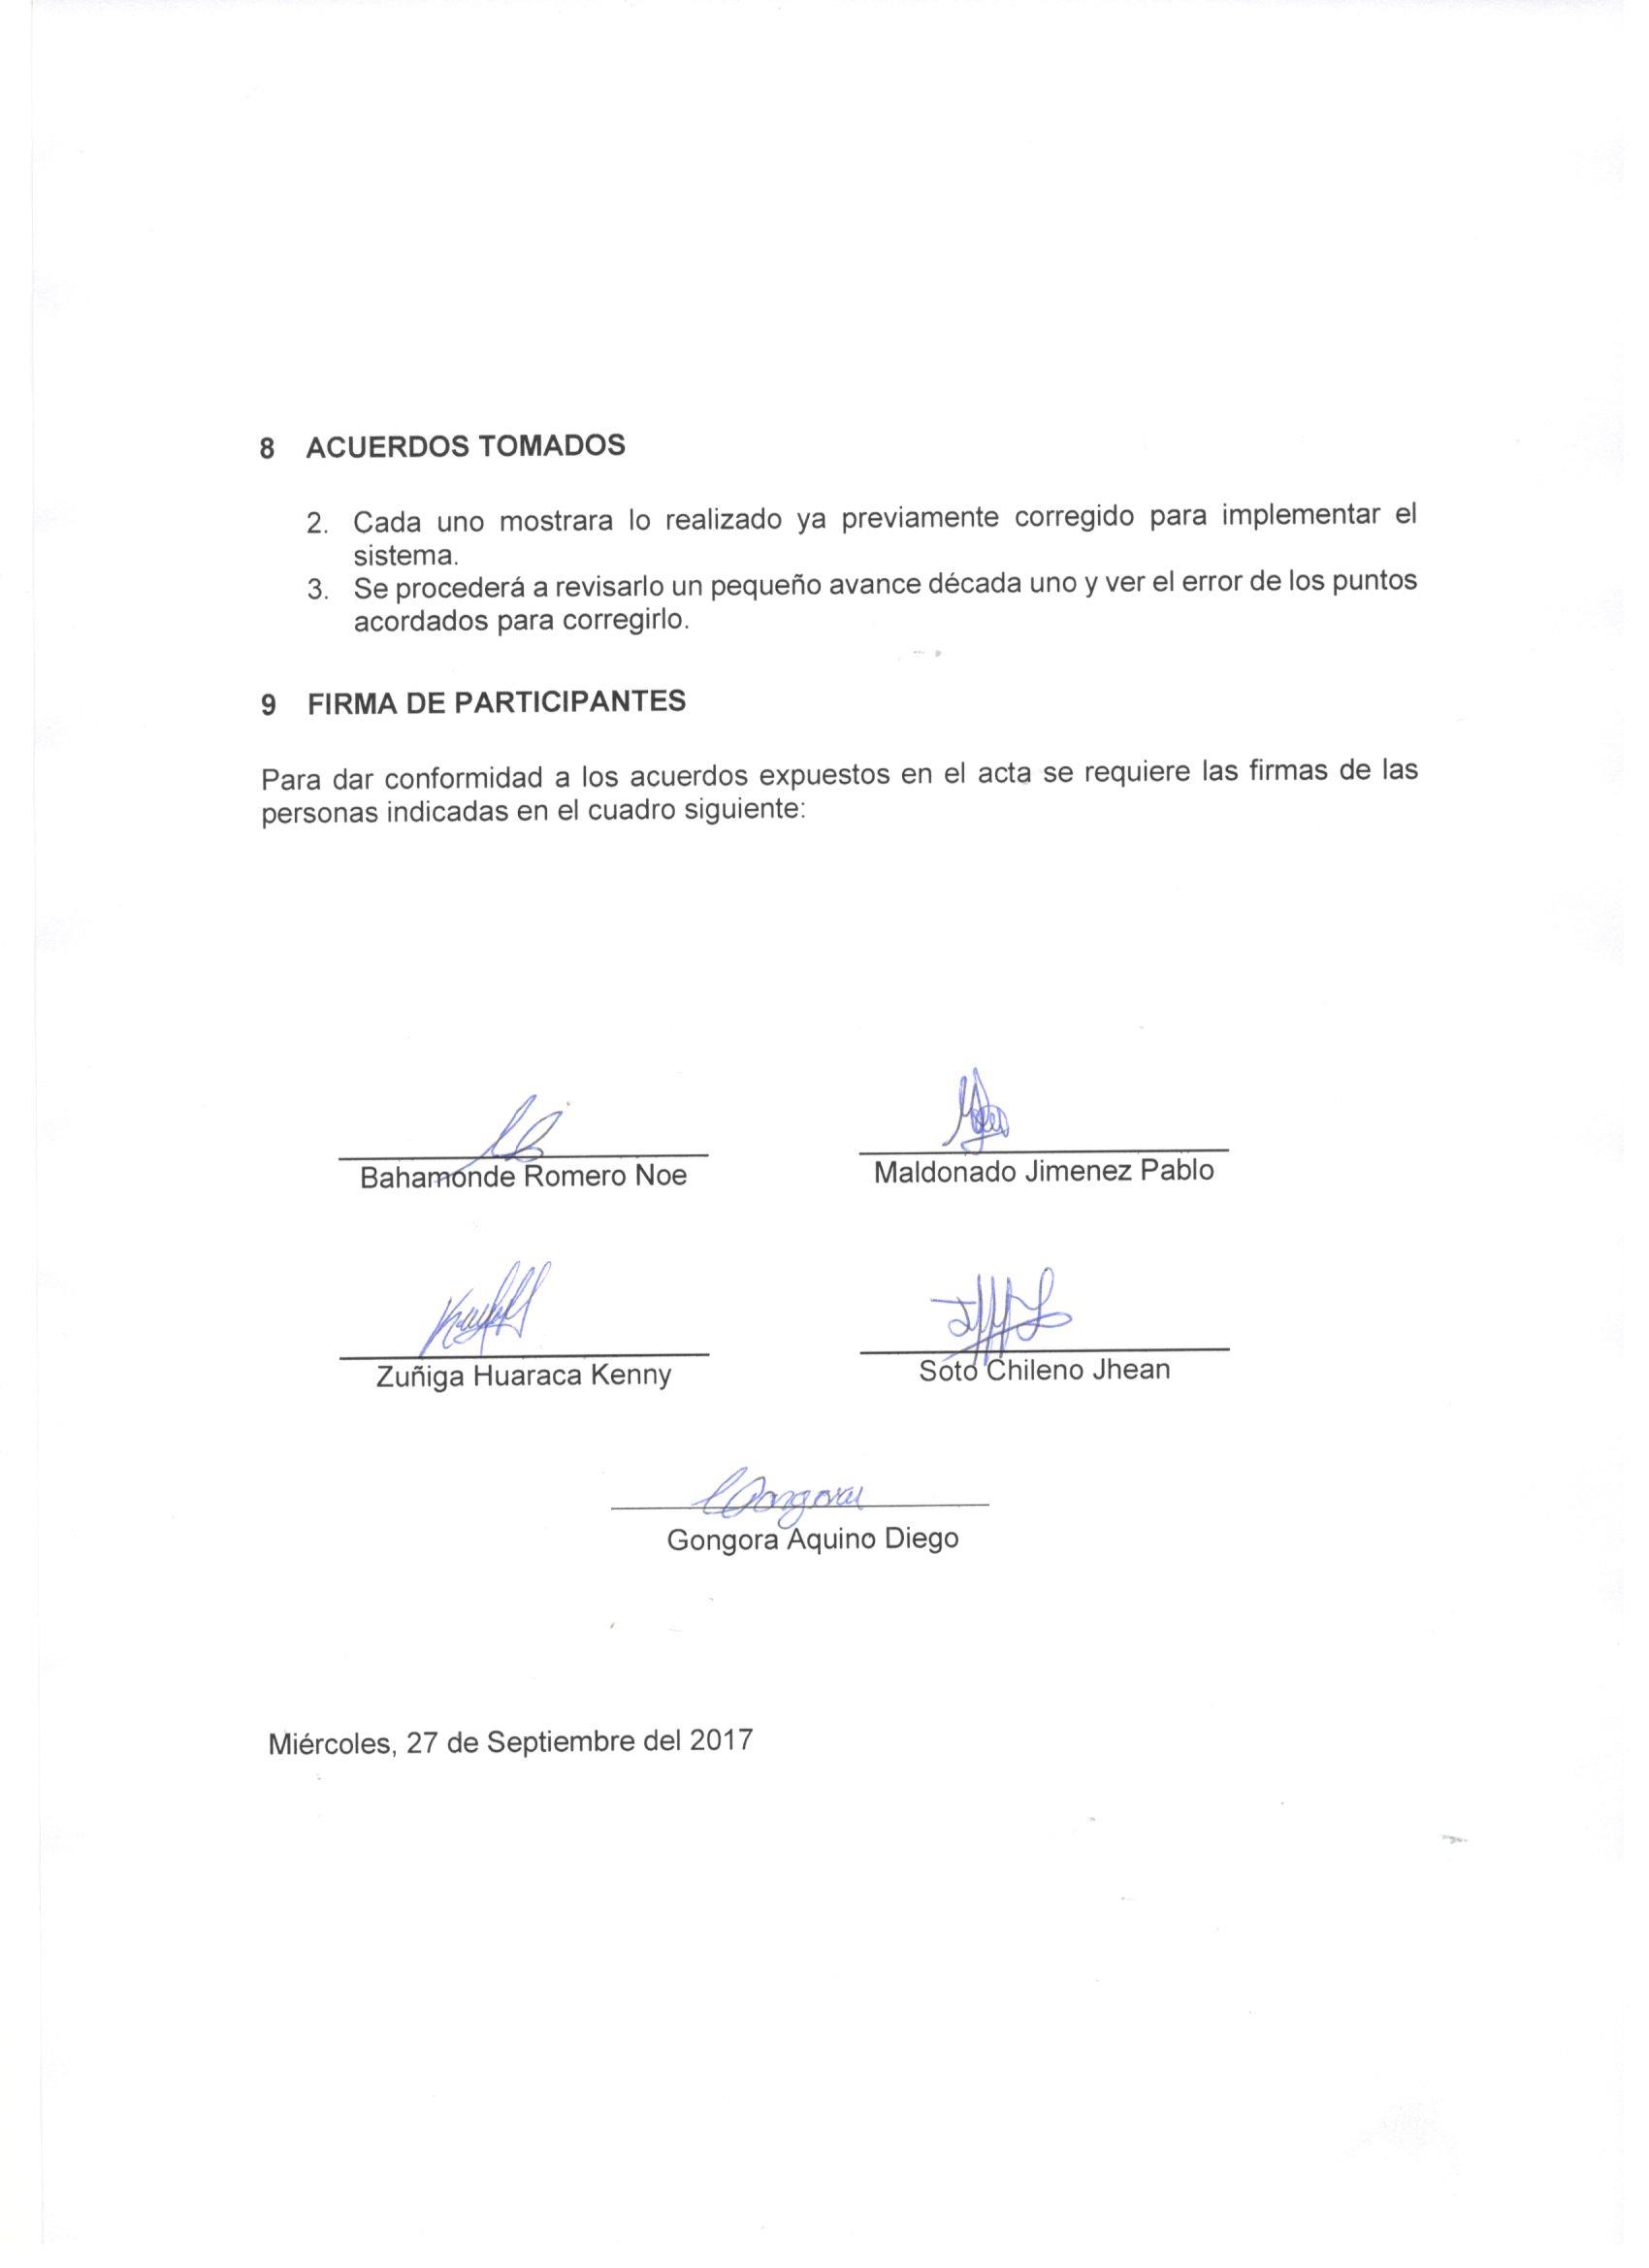 8 ACUERDOS TOMADOS
2. Cada uno mostrara lo realizado ya previamente corregido para implementar el
sistema.
3. Se procederá a revisarlo un pequeño avance década uno y ver el error de los puntos
acordados para corregirlo.
9 FIRMA DE PARTICIPANTES
Para dar conformidad a los acuerdos expuestos en el acta se requiere las firmas de las
personas indicadas en el cuadro siguiente:
Bahamonde Romero Noe
Maldonado Jimenez Pablo
Zuñiga Huaraca Kenny
Soto Chileno Jhean
Gongora Aquino Diego
Miércoles, 27 de Septiembre del 2017